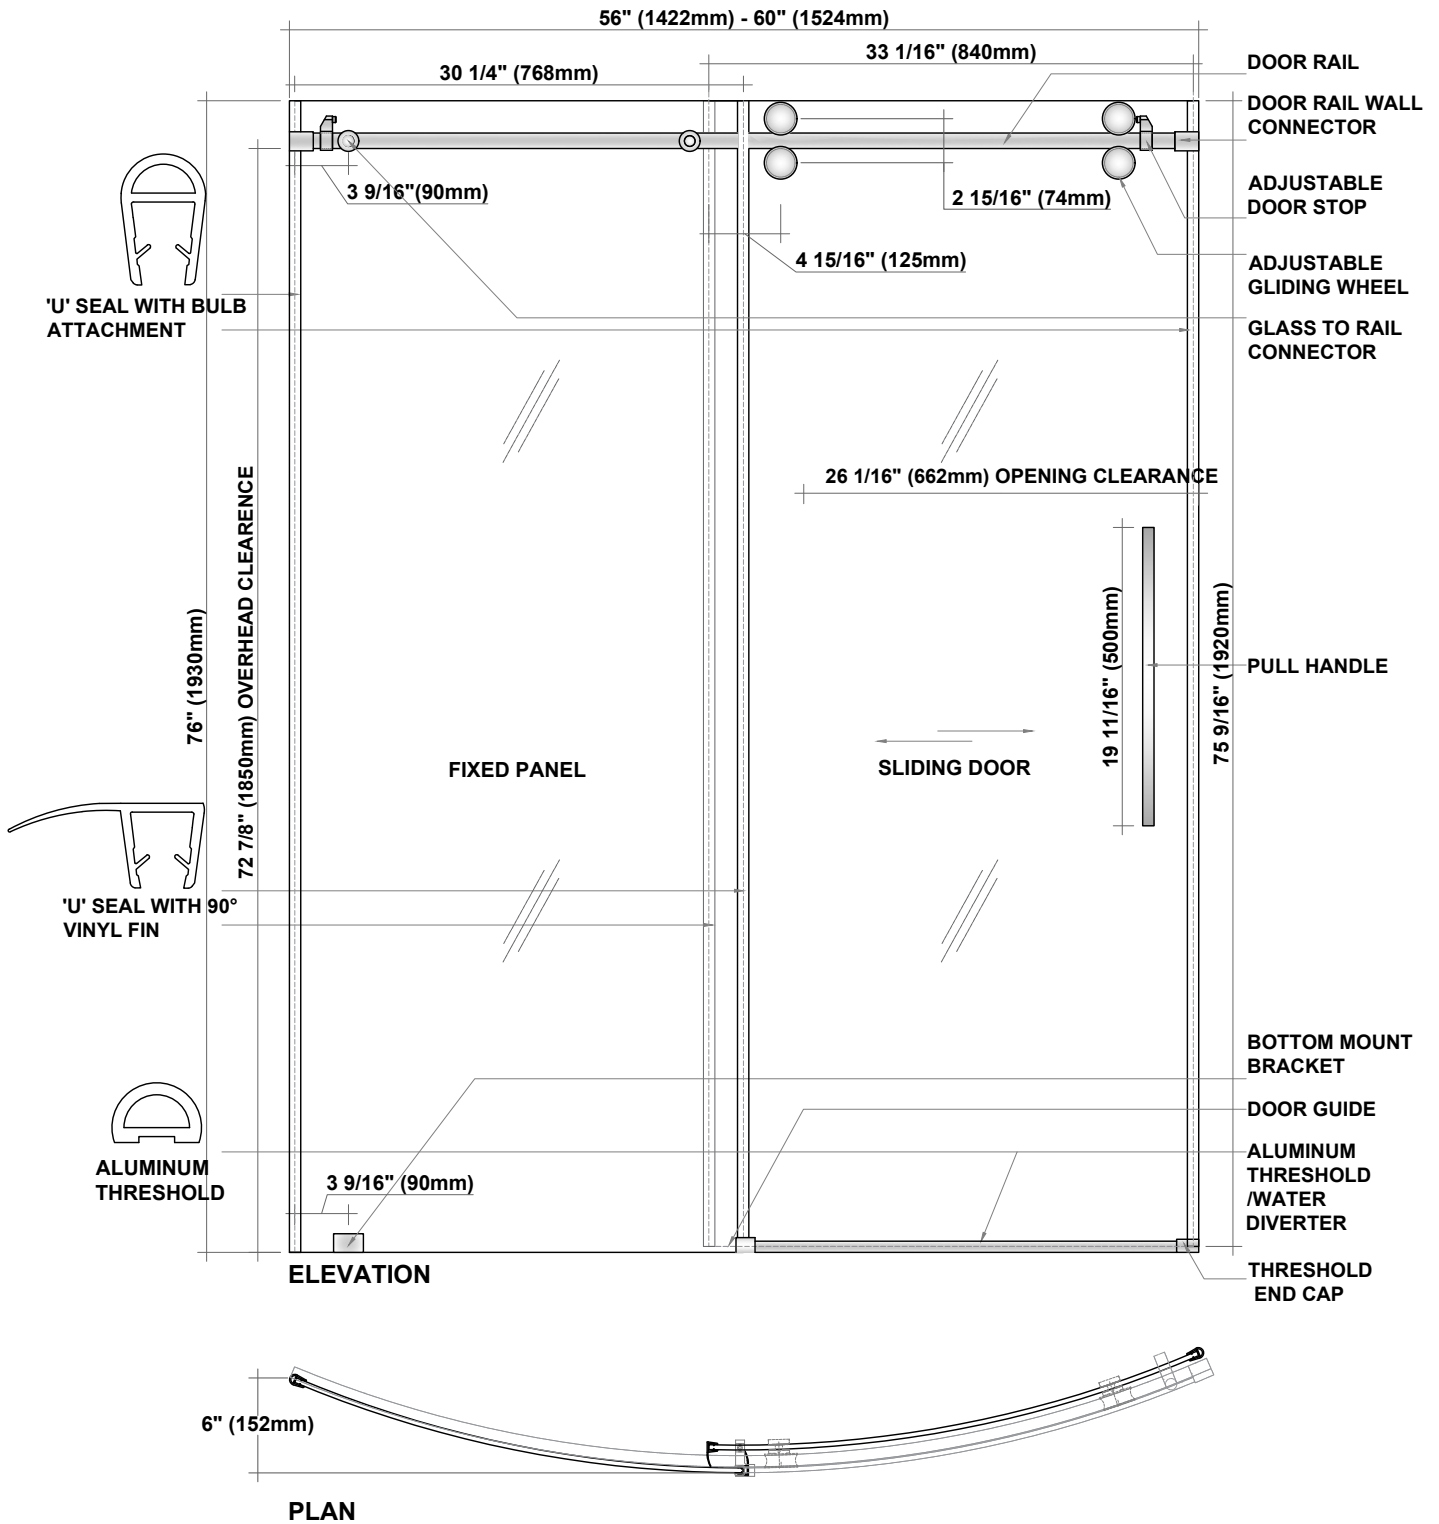 56" (1422mm) - 60" (1524mm)
33 1/16" (840mm)
30 1/4" (768mm)
DOOR RAIL
DOOR RAIL WALL
CONNECTOR
3 9/16"(90mm)
2 15/16" (74mm)
ADJUSTABLE
DOOR STOP
4 15/16" (125mm)
ADJUSTABLE
GLIDING WHEEL
'U' SEAL WITH BULB
ATTACHMENT
GLASS TO RAIL
CONNECTOR
26 1/16" (662mm) OPENING CLEARANCE
76" (1930mm)
72 7/8" (1850mm) OVERHEAD CLEARENCE
19 11/16" (500mm)
75 9/16" (1920mm)
PULL HANDLE
FIXED PANEL
SLIDING DOOR
'U' SEAL WITH 90°
VINYL FIN
BOTTOM MOUNT
BRACKET
DOOR GUIDE
ALUMINUM
THRESHOLD
ALUMINUM
THRESHOLD
/WATER
DIVERTER
3 9/16" (90mm)
ELEVATION
THRESHOLD
END CAP
6" (152mm)
PLAN